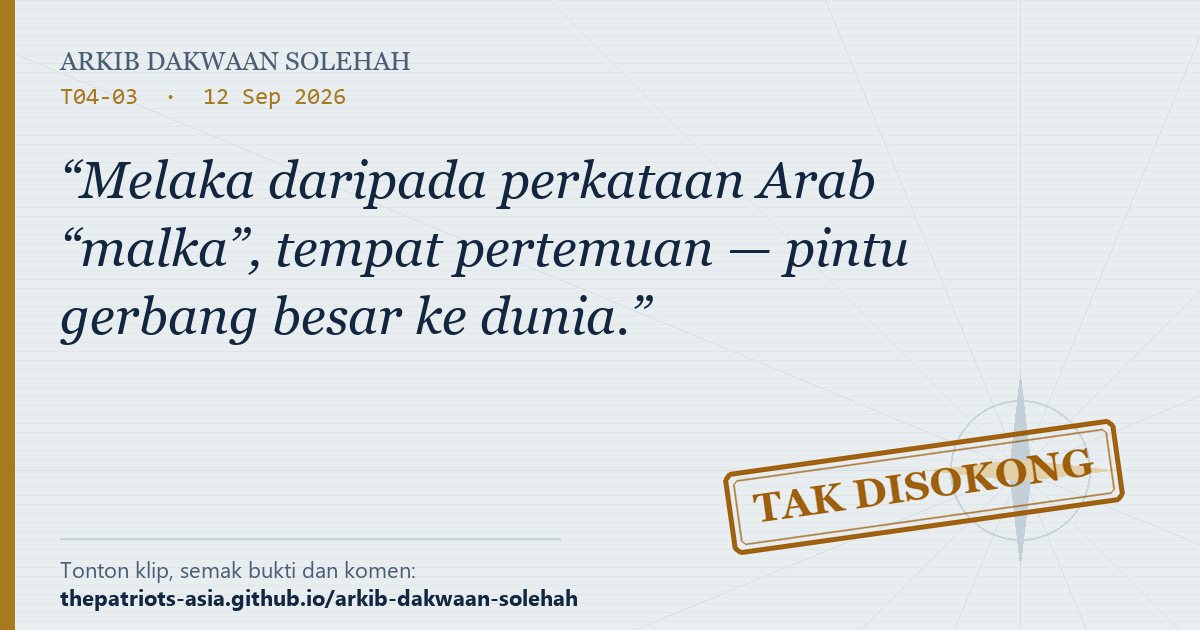 ARKIB DAKWAAN SOLEHAH
T04-03 · 12 Sep 2026
“Melaka daripada perkataan Arab
“malka”, tempat pertemuan — pintu
gerbang besar ke dunia.”
TAK DISOKONG
Tonton klip, semak bukti dan komen:
thepatriots-asia.github.io/arkib-dakwaan-solehah